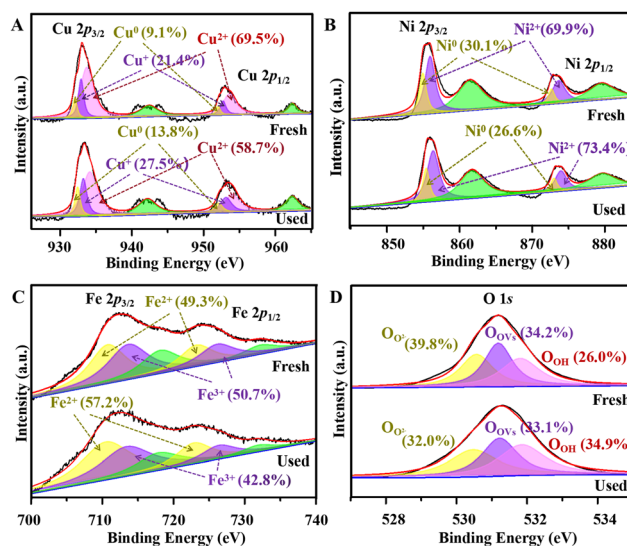 A
Cu 2p3/2
Cu⁰ (9.1%)
Cu²⁺ (69.5%)
Cu⁺ (21.4%)
Cu 2p1/2
Fresh
Cu⁰ (13.8%)
Cu²⁺ (58.7%)
Cu⁺ (27.5%)
Used
Intensity (a.u.)
930 940 950 960
Binding Energy (eV)
B
Ni 2p3/2
Ni²⁺ (69.9%)
Ni⁰ (30.1%)
Ni 2p1/2
Fresh
Ni⁰ (26.6%)
Ni²⁺ (73.4%)
Used
Intensity (a.u.)
850 860 870 880
Binding Energy (eV)
C
Fe 2p3/2
Fe²⁺ (49.3%)
Fe 2p1/2
Fresh
Fe³⁺ (50.7%)
Fe²⁺ (57.2%)
Used
Fe³⁺ (42.8%)
Intensity (a.u.)
700 710 720 730 740
Binding Energy (eV)
D
O 1s
OOVs (34.2%)
OO²⁻ (39.8%)
OOH (26.0%)
Fresh
OOVs (33.1%)
OO²⁻ (32.0%)
OOH (34.9%)
Used
Intensity (a.u.)
528 531 534
Binding Energy (eV)